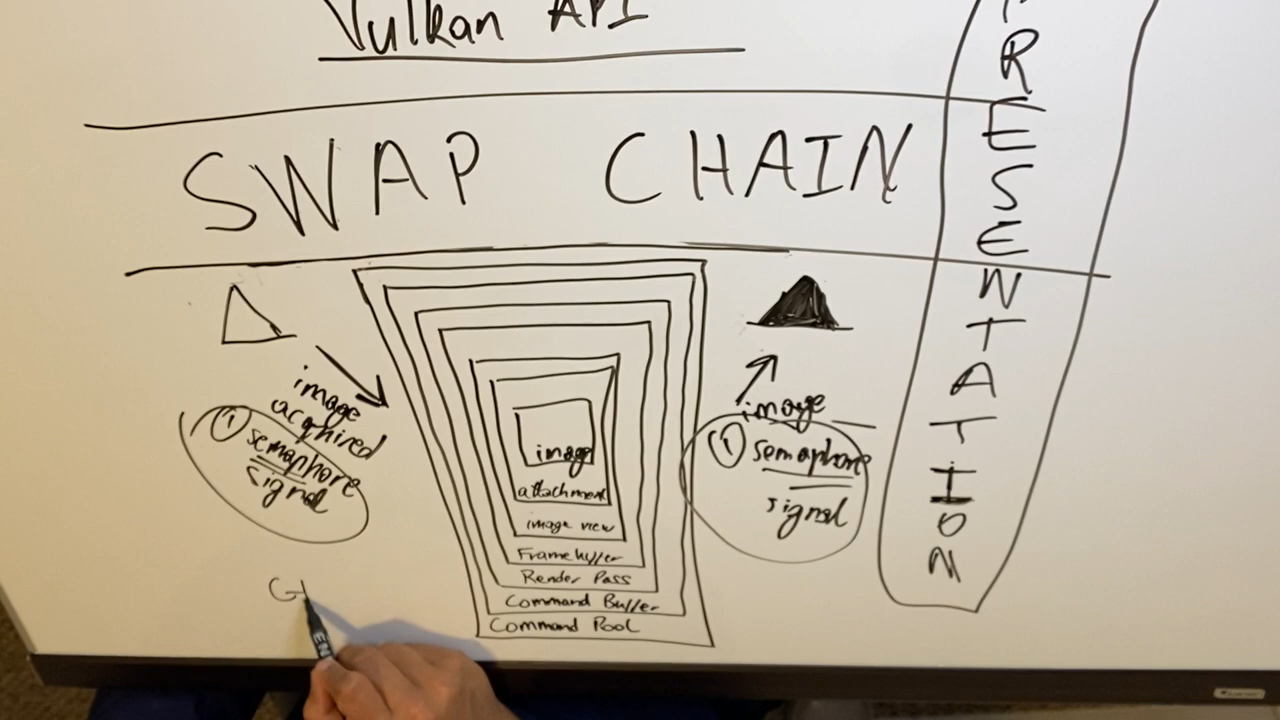 Vulkan API
SWAP CHAIN
PRESENTATION
image
acquired
① semaphore
signal
image
① semaphore
signal
image
attachment
image view
Framebuffer
Render Pass
Command Buffer
Command Pool